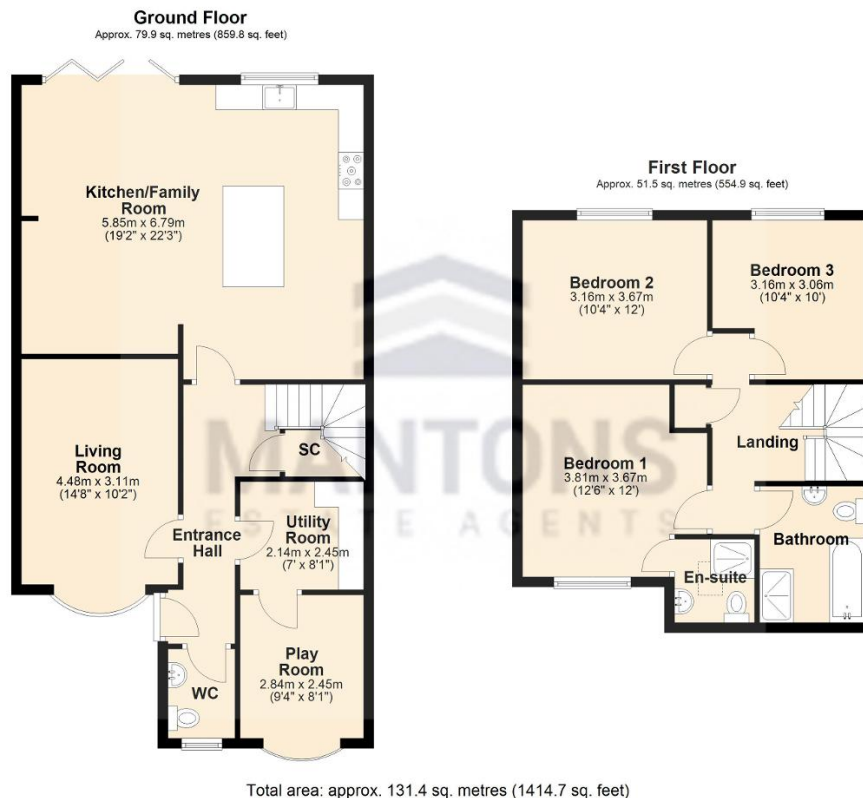 Ground Floor
Approx. 79.9 sq. metres (859.8 sq. feet)
Kitchen/Family
Room
5.85m x 6.79m
(19'2" x 22'3")
Living
Room
4.48m x 3.11m
(14'8" x 10'2")
SC
Entrance
Hall
Utility
Room
2.14m x 2.45m
(7' x 8'1")
WC
Play
Room
2.84m x 2.45m
(9'4" x 8'1")
First Floor
Approx. 51.5 sq. metres (554.9 sq. feet)
Bedroom 2
3.16m x 3.67m
(10'4" x 12')
Bedroom 3
3.16m x 3.06m
(10'4" x 10')
Bedroom 1
3.81m x 3.67m
(12'6" x 12')
Landing
Bathroom
En-suite
MANTONS
ESTATE AGENTS
Total area: approx. 131.4 sq. metres (1414.7 sq. feet)